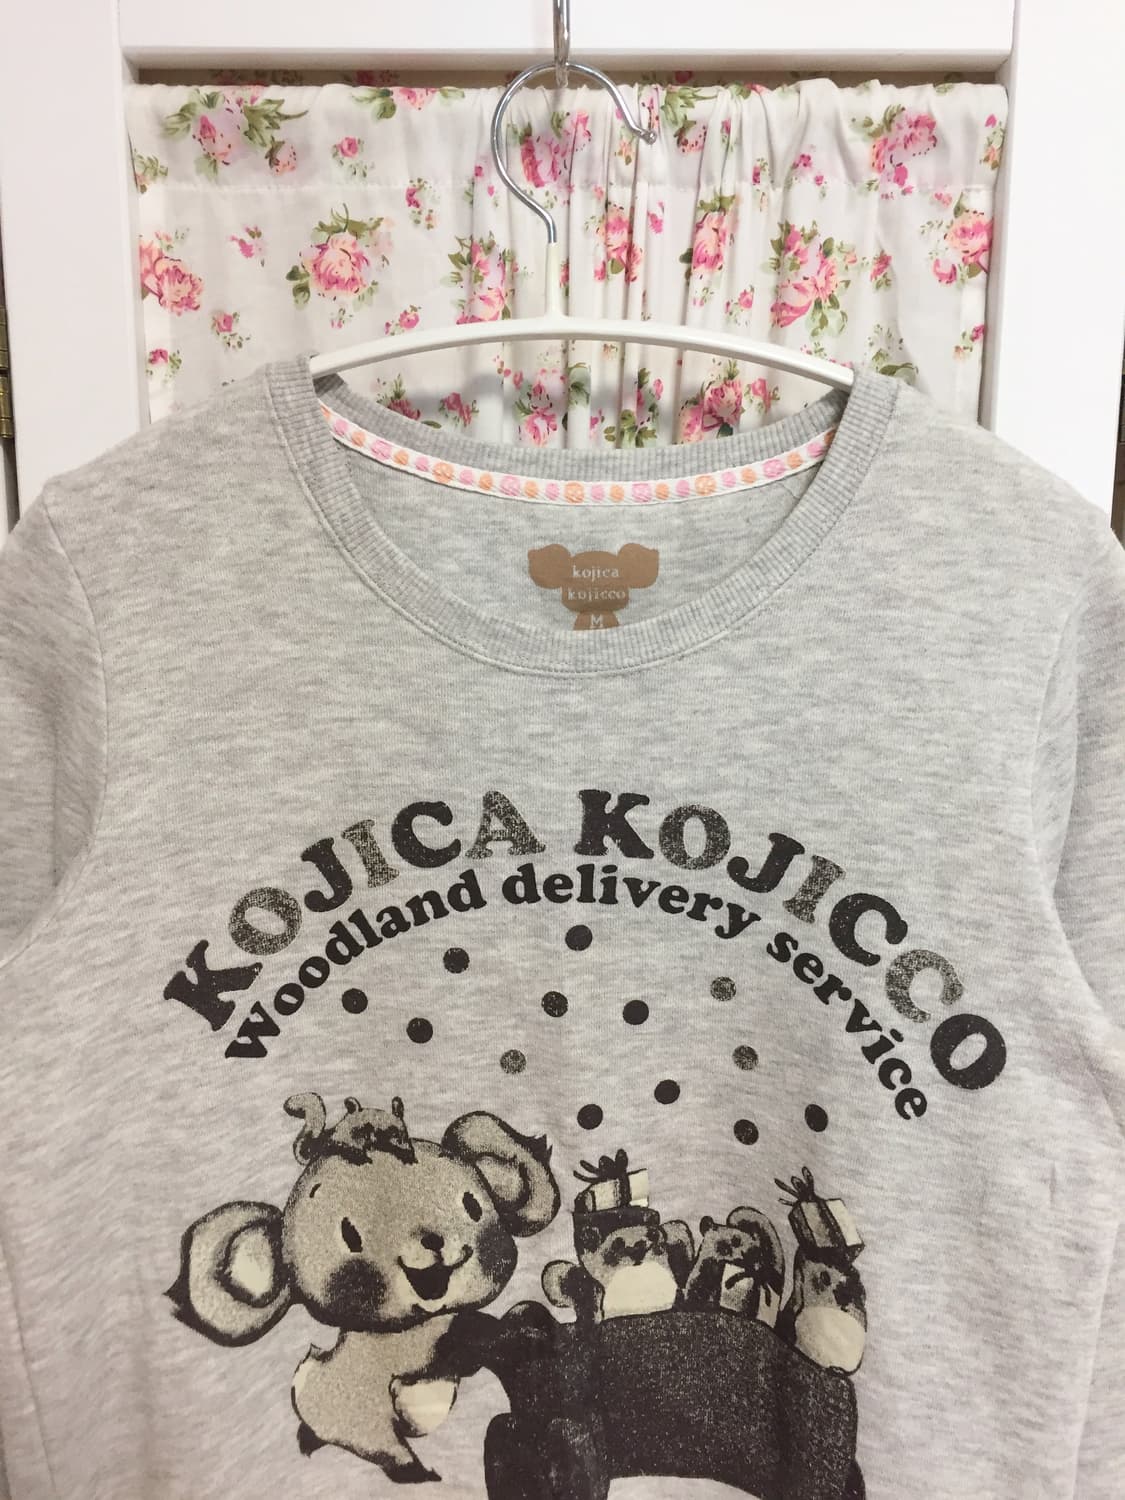 kojica
kojicco
M
KOJICA KOJICCO
Woodland delivery service